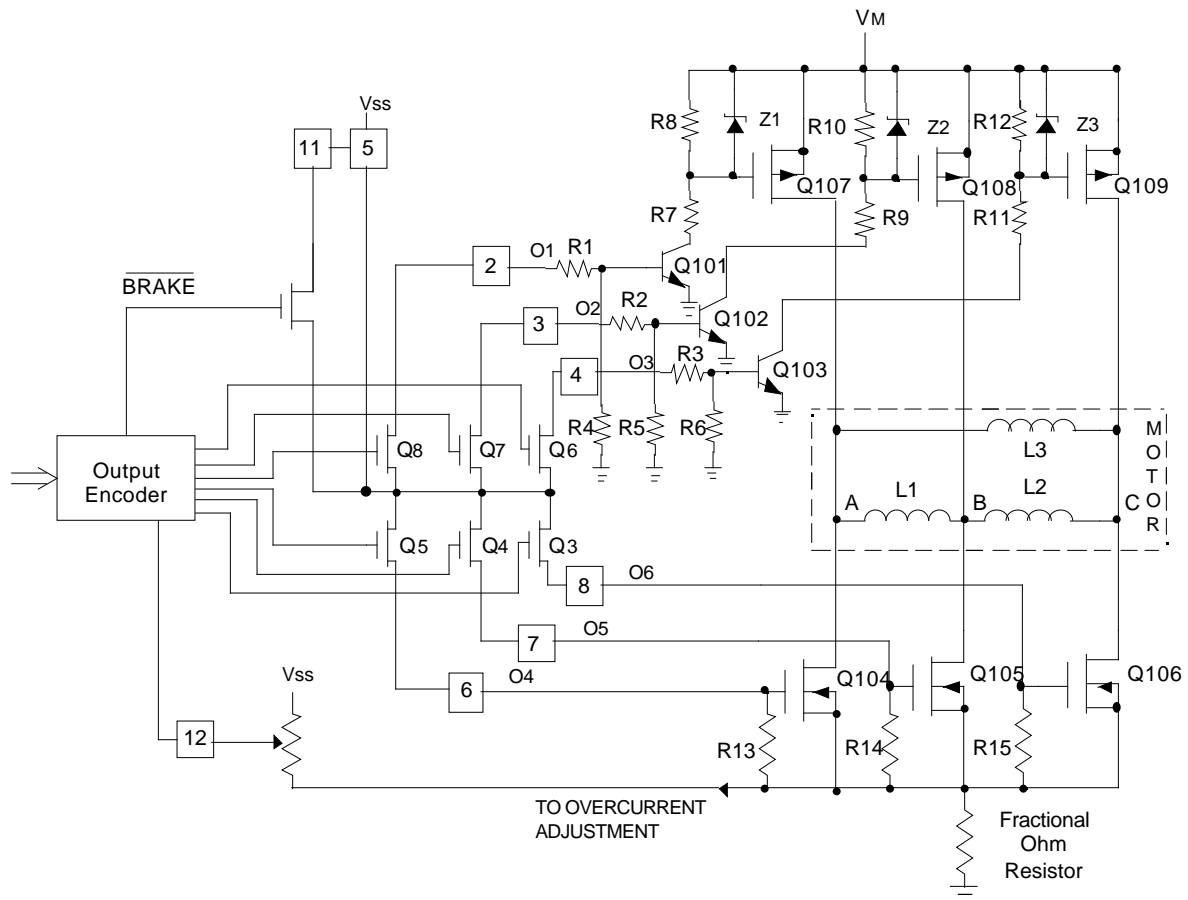 VM
Vss
R8
Z1
R10
Z2
R12
Z3
11
5
Q107
Q108
Q109
R7
R9
R11
2
O1
R1
Q101
BRAKE
3
O2
R2
Q102
4
O3
R3
Q103
R4
R5
R6
Output
Encoder
Q8
Q7
Q6
Q5
Q4
Q3
L3
A
L1
B
L2
C
MOTOR
8
O6
7
O5
6
O4
Q104
Q105
Q106
Vss
12
R13
R14
R15
TO OVERCURRENT
ADJUSTMENT
Fractional
Ohm
Resistor